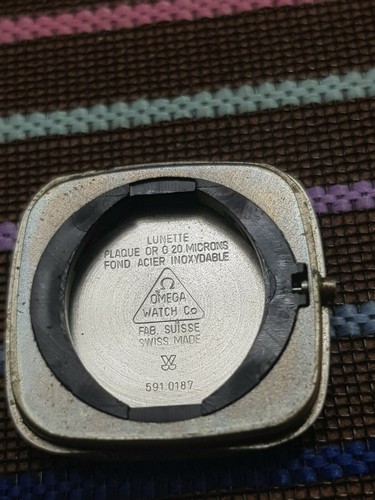 LUNETTE
PLAQUE OR G 20 MICRONS
FOND ACIER INOXYDABLE
Ω
OMEGA
WATCH Co
FAB. SUISSE
SWISS MADE
591.0187